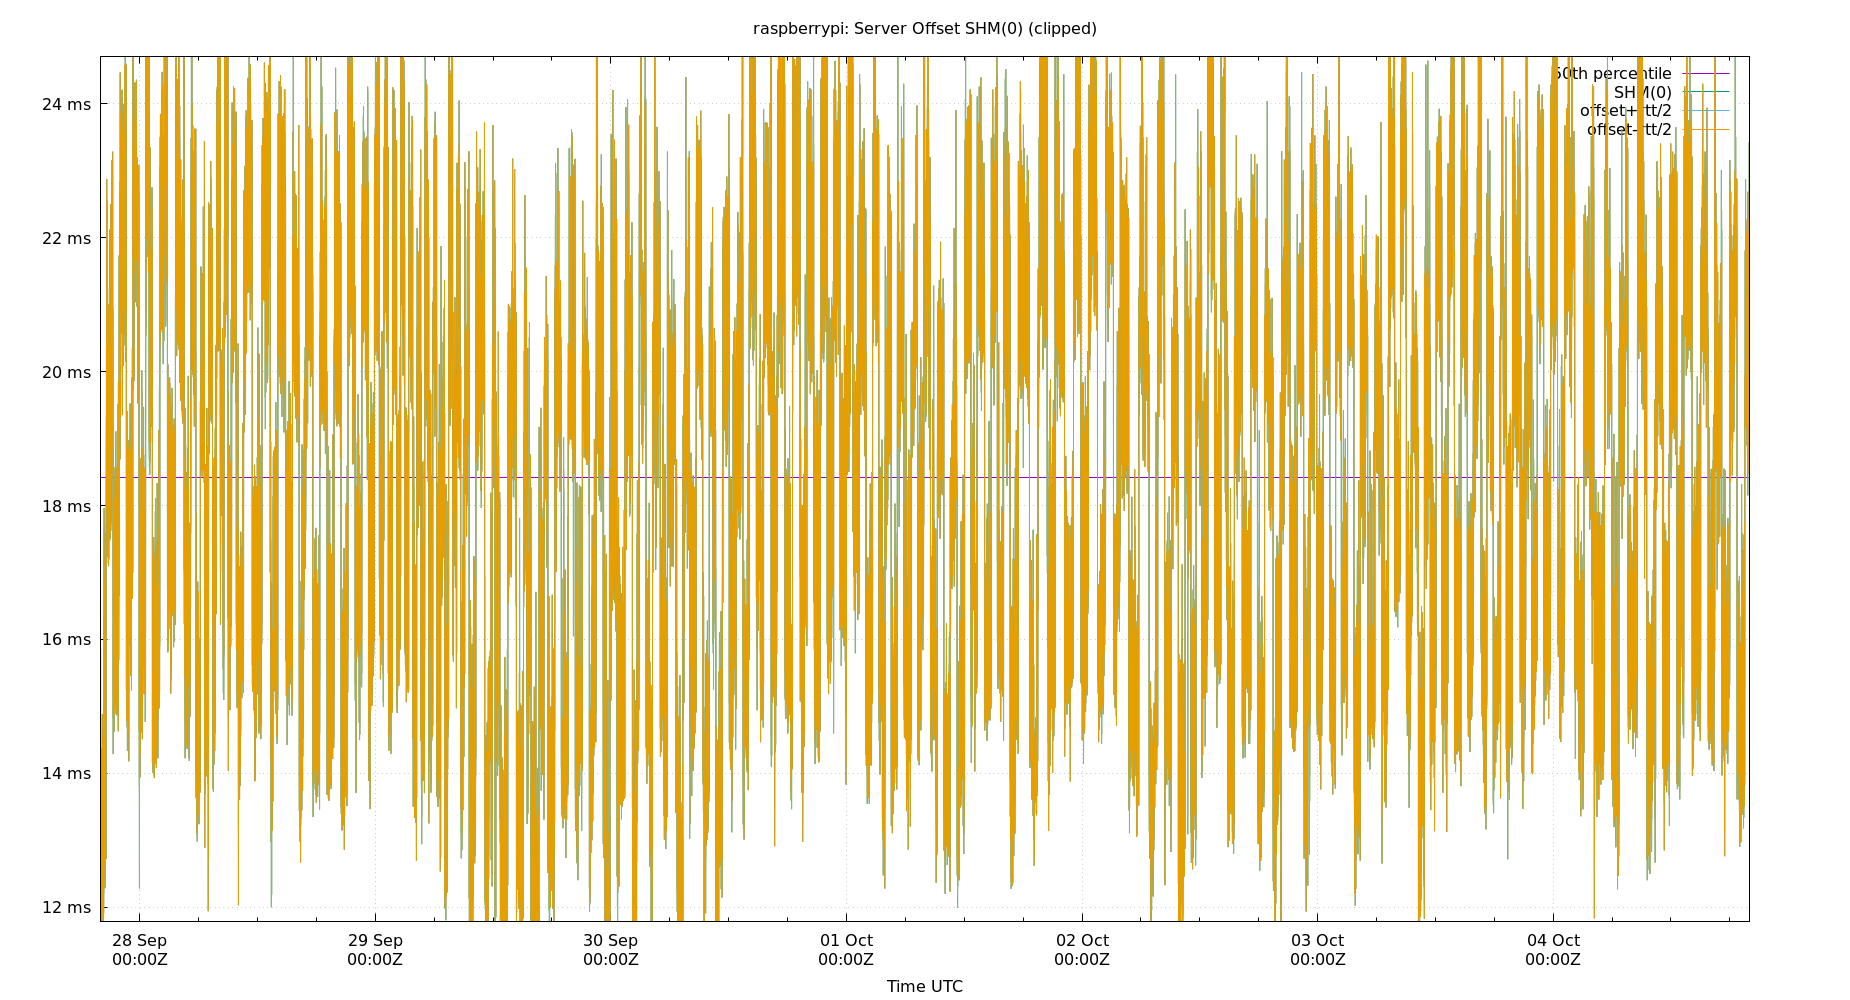 raspberrypi: Server Offset SHM(0) (clipped)
50th percentile
SHM(0)
offset+rtt/2
offset-rtt/2
24 ms
22 ms
20 ms
18 ms
16 ms
14 ms
12 ms
28 Sep 29 Sep 30 Sep 01 Oct 02 Oct 03 Oct 04 Oct
00:00Z 00:00Z 00:00Z 00:00Z 00:00Z 00:00Z 00:00Z
Time UTC